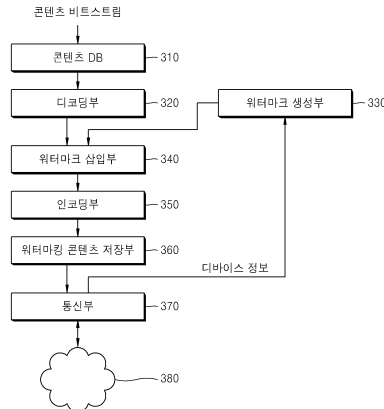 콘텐츠 비트스트림
콘텐츠 DB
310
디코딩부
320
워터마크 생성부
330
워터마크 삽입부
340
인코딩부
350
워터마킹 콘텐츠 저장부
360
디바이스 정보
통신부
370
380